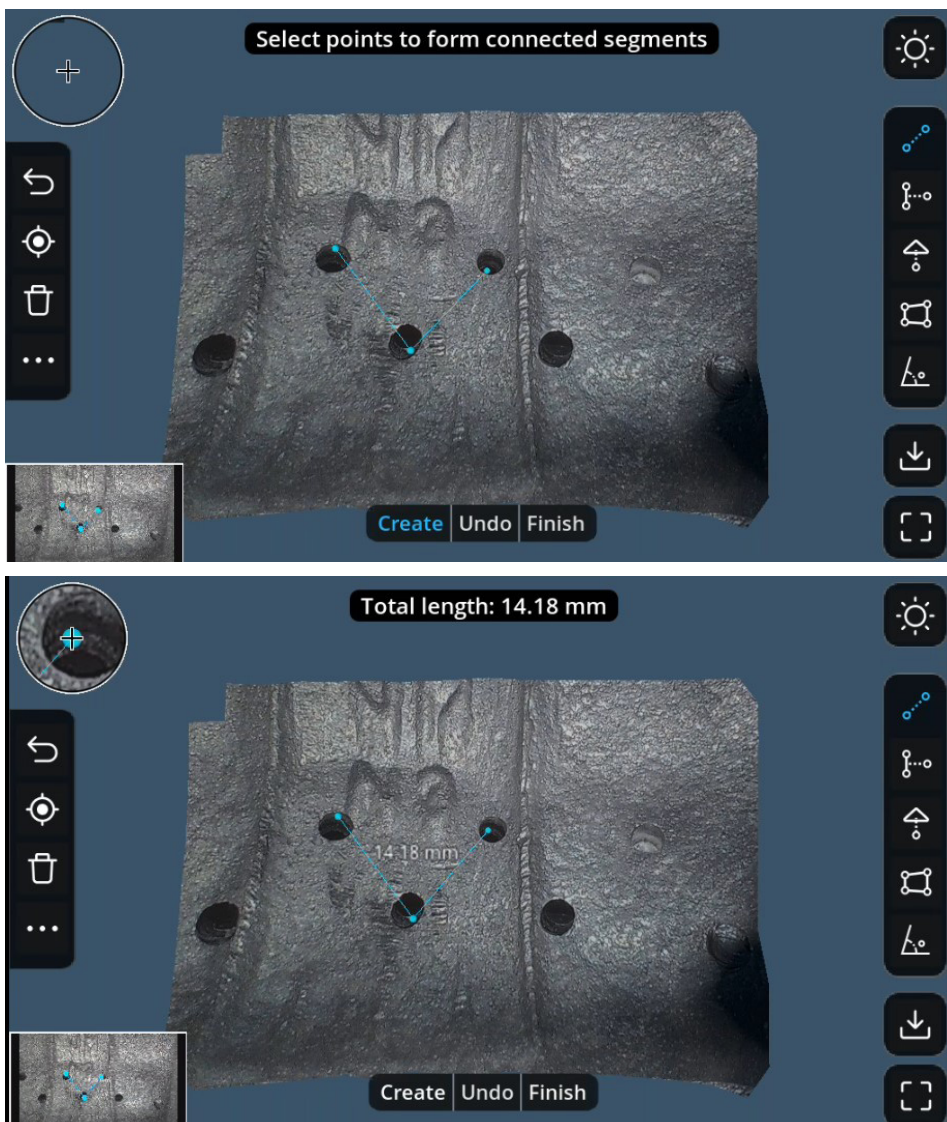 Select points to form connected segments
Create Undo Finish
Total length: 14.18 mm
14.18 mm
Create Undo Finish